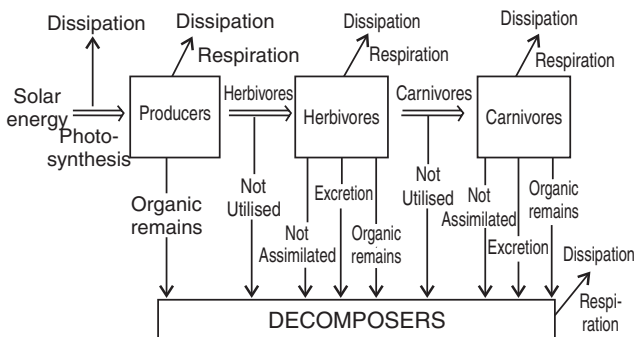 Dissipation
Dissipation
Respiration
Dissipation
Respiration
Dissipation
Respiration
Solar
energy
Photo-
synthesis
Producers
Herbivores
Herbivores
Carnivores
Carnivores
Organic
remains
Not
Utilised
Not
Assimilated
Excretion
Organic
remains
Not
Utilised
Not
Assimilated
Excretion
Organic
remains
Dissipation
Respi-
ration
DECOMPOSERS